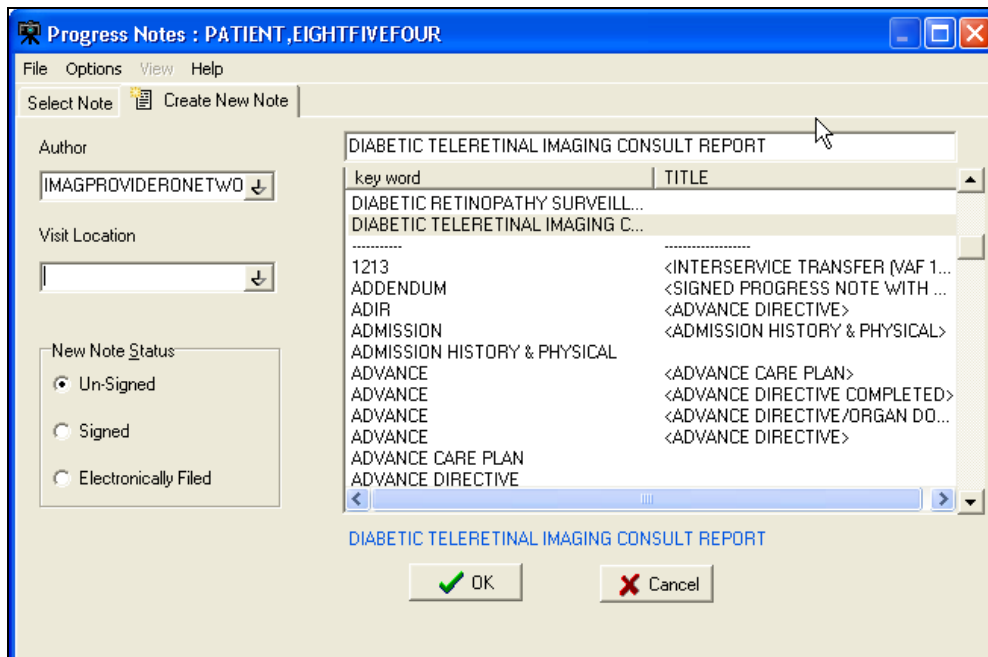 Progress Notes : PATIENT,EIGHTFIVEFOUR
File Options View Help
Select Note Create New Note
Author
IMAGPROVIDERONETWO
Visit Location
New Note Status
Un-Signed
Signed
Electronically Filed
DIABETIC TELERETINAL IMAGING CONSULT REPORT
key word TITLE
DIABETIC RETINOPATHY SURVEILL...
DIABETIC TELERETINAL IMAGING C...
----------- -------------------
1213 <INTERSERVICE TRANSFER (VAF 1...
ADDENDUM <SIGNED PROGRESS NOTE WITH ...
ADIR <ADVANCE DIRECTIVE>
ADMISSION <ADMISSION HISTORY & PHYSICAL>
ADMISSION HISTORY & PHYSICAL
ADVANCE <ADVANCE CARE PLAN>
ADVANCE <ADVANCE DIRECTIVE COMPLETED>
ADVANCE <ADVANCE DIRECTIVE/ORGAN DO...
ADVANCE <ADVANCE DIRECTIVE>
ADVANCE CARE PLAN
ADVANCE DIRECTIVE
DIABETIC TELERETINAL IMAGING CONSULT REPORT
OK Cancel